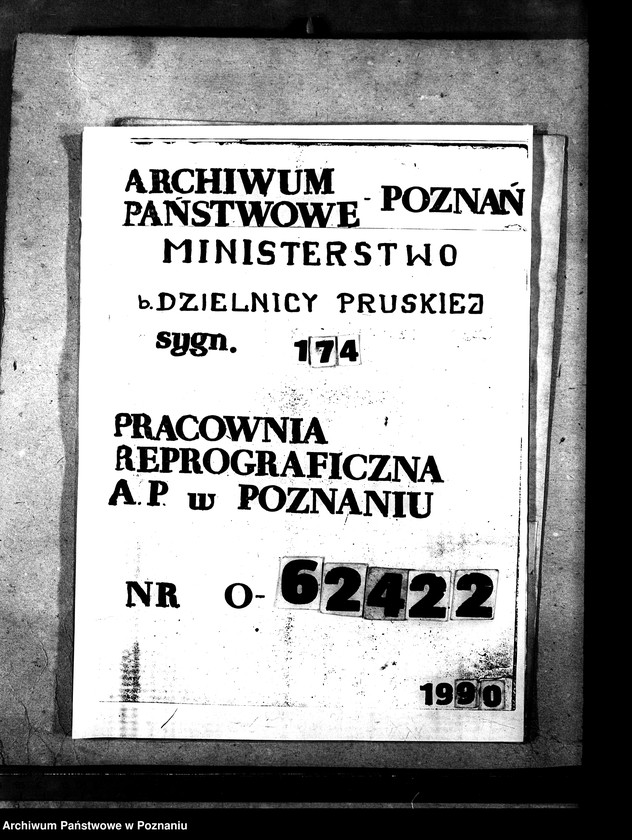 ARCHIWUM
PAŃSTWOWE - POZNAŃ
MINISTERSTWO
b. DZIELNICY PRUSKIEJ
sygn. 174
PRACOWNIA
REPROGRAFICZNA
A.P. w POZNANIU
NR O-62422
1990
Archiwum Państwowe w Poznaniu